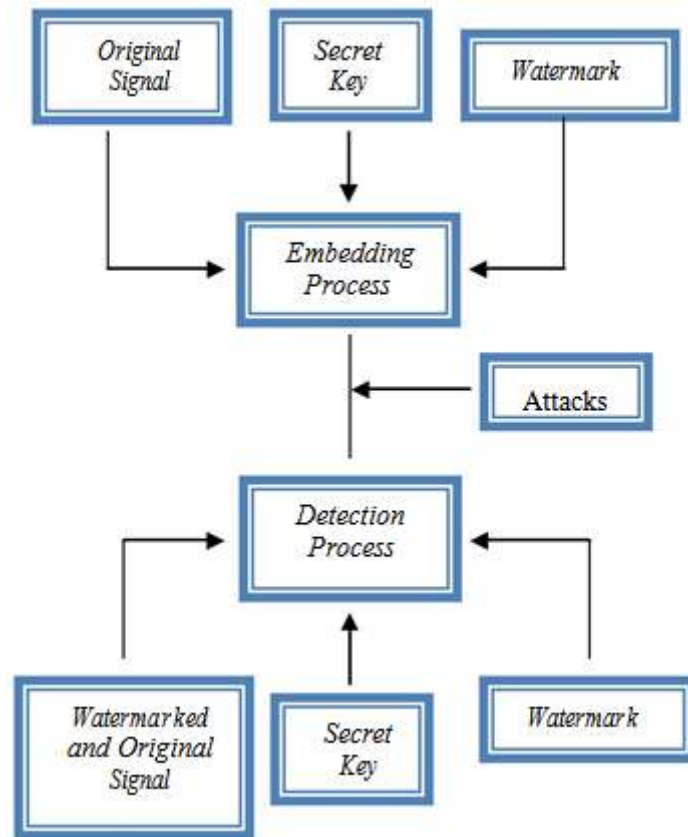 Original
Signal
Secret
Key
Watermark
Embedding
Process
Attacks
Detection
Process
Watermarked
and Original
Signal
Secret
Key
Watermark